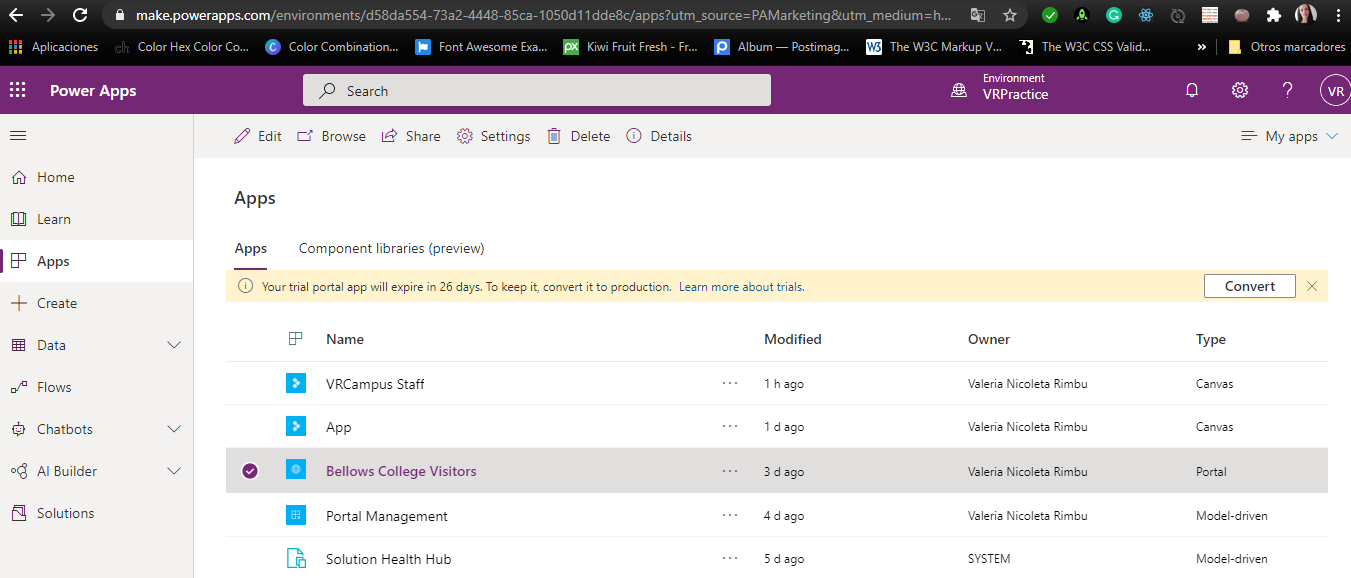 make.powerapps.com/environments/d58da554-73a2-4448-85ca-1050d11dde8c/apps?utm_source=PAMarketing&utm_medium=h...
Aplicaciones Color Hex Color Co... Color Combination... Font Awesome Exa... Kiwi Fruit Fresh - Fr... Album — Postimag... The W3C Markup V... The W3C CSS Valid... » Otros marcadores
Power Apps
Search
Environment
VRPractice
VR
Edit Browse Share Settings Delete Details My apps
Home
Learn
Apps
Create
Data
Flows
Chatbots
AI Builder
Solutions
Apps
Apps Component libraries (preview)
Your trial portal app will expire in 26 days. To keep it, convert it to production. Learn more about trials. Convert
Name Modified Owner Type
VRCampus Staff ... 1 h ago Valeria Nicoleta Rimbu Canvas
App ... 1 d ago Valeria Nicoleta Rimbu Canvas
Bellows College Visitors ... 3 d ago Valeria Nicoleta Rimbu Portal
Portal Management ... 4 d ago Valeria Nicoleta Rimbu Model-driven
Solution Health Hub ... 5 d ago SYSTEM Model-driven